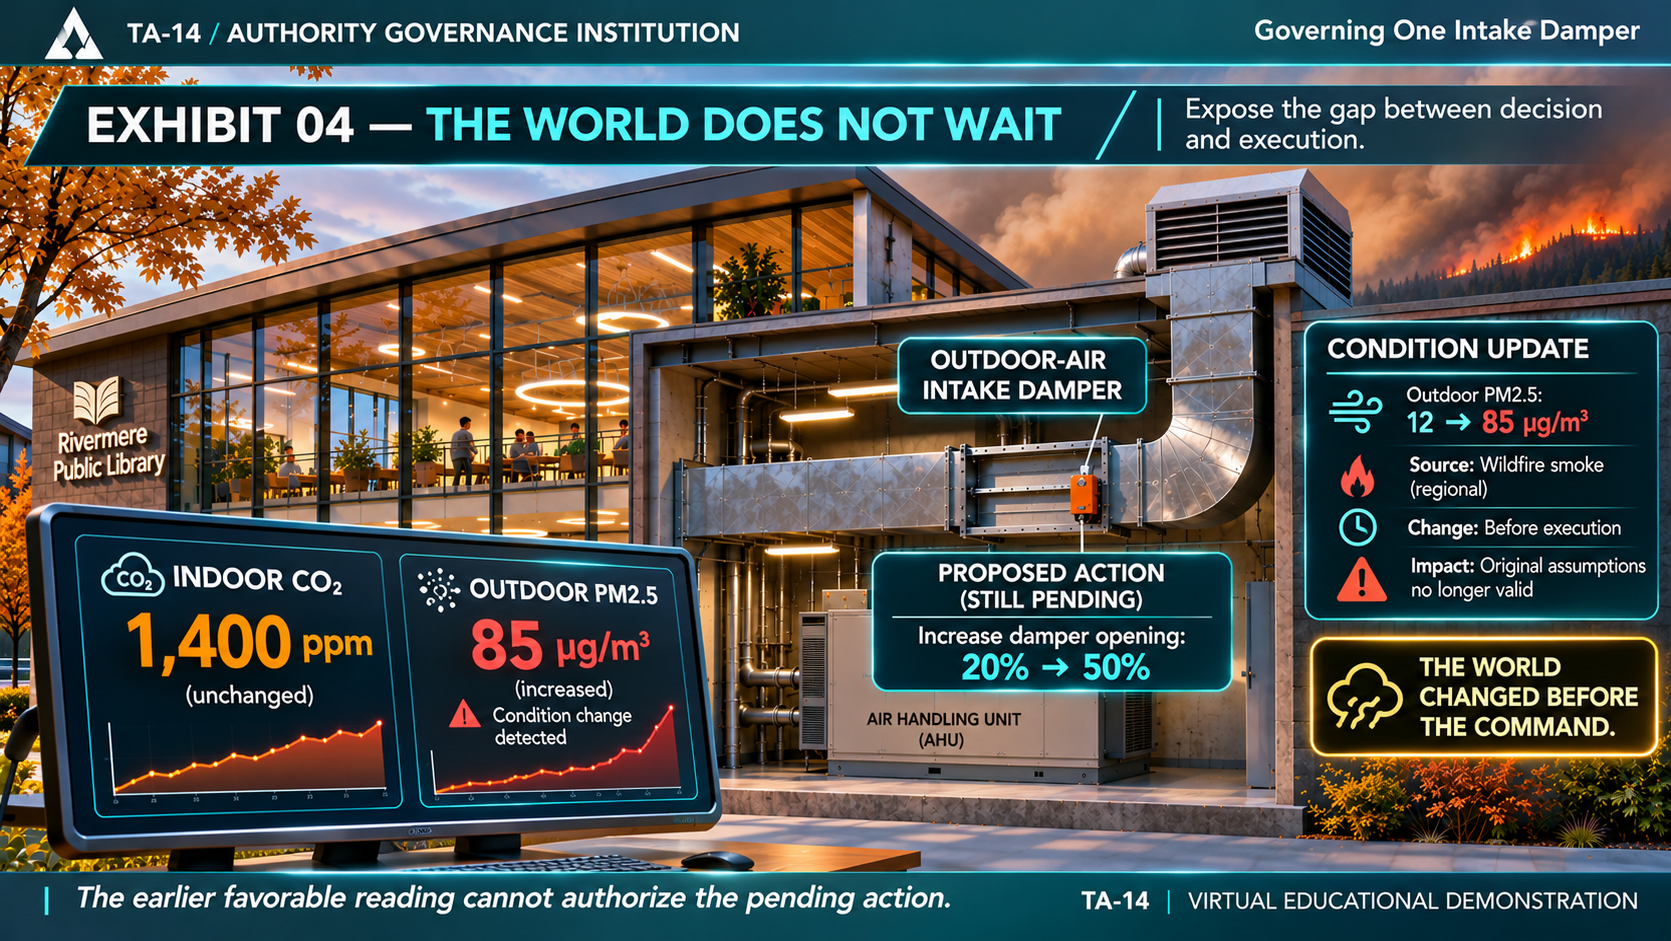 TA-14 / AUTHORITY GOVERNANCE INSTITUTION
Governing One Intake Damper
EXHIBIT 04 — THE WORLD DOES NOT WAIT
Expose the gap between decision
and execution.
Rivermere
Public Library
OUTDOOR-AIR
INTAKE DAMPER
CONDITION UPDATE
Outdoor PM2.5:
12 → 85 µg/m³
Source: Wildfire smoke
(regional)
Change: Before execution
Impact: Original assumptions
no longer valid
THE WORLD
CHANGED BEFORE
THE COMMAND.
PROPOSED ACTION
(STILL PENDING)
Increase damper opening:
20% → 50%
AIR HANDLING UNIT
(AHU)
CO₂
INDOOR CO₂
1,400 ppm
(unchanged)
OUTDOOR PM2.5
85 µg/m³
(increased)
Condition change
detected
The earlier favorable reading cannot authorize the pending action.
TA-14 | VIRTUAL EDUCATIONAL DEMONSTRATION